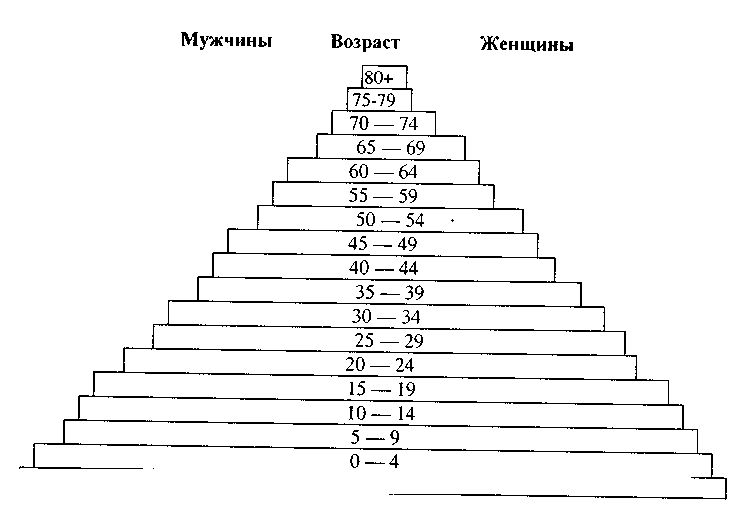 Мужчины Возраст Женщины
80+
75-79
70 — 74
65 — 69
60 — 64
55 — 59
50 — 54
45 — 49
40 — 44
35 — 39
30 — 34
25 — 29
20 — 24
15 — 19
10 — 14
5 — 9
0 — 4